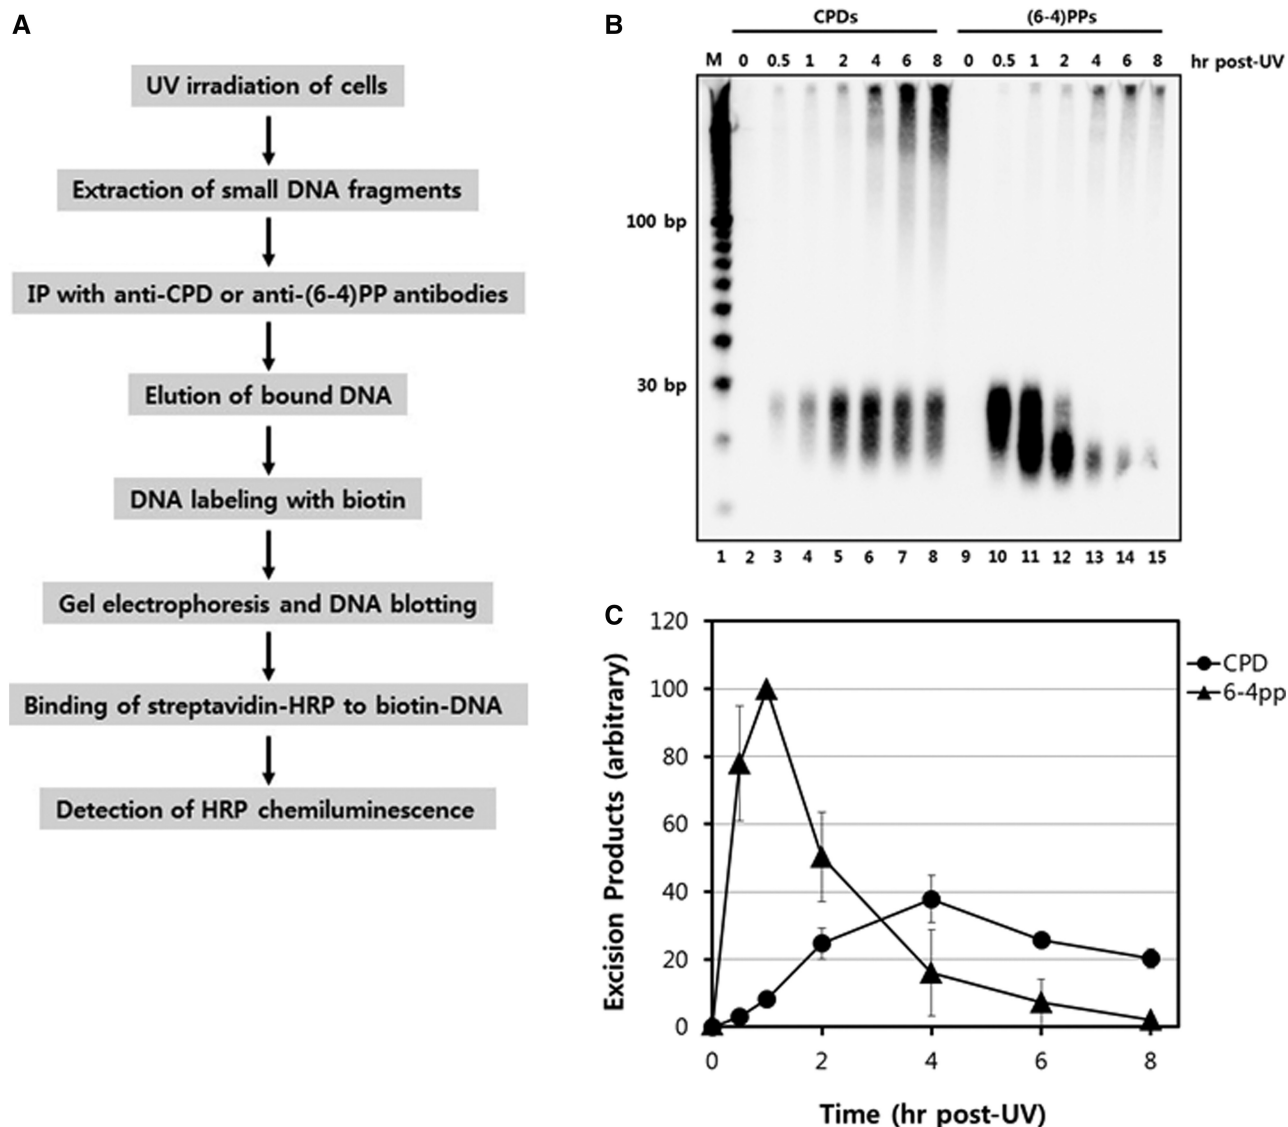 A
UV irradiation of cells
Extraction of small DNA fragments
IP with anti-CPD or anti-(6-4)PP antibodies
Elution of bound DNA
DNA labeling with biotin
Gel electrophoresis and DNA blotting
Binding of streptavidin-HRP to biotin-DNA
Detection of HRP chemiluminescence
B
CPDs (6-4)PPs
M 0 0.5 1 2 4 6 8 0 0.5 1 2 4 6 8 hr post-UV
100 bp
30 bp
1 2 3 4 5 6 7 8 9 10 11 12 13 14 15
C
Excision Products (arbitrary)
120
100
80
60
40
20
0
0 2 4 6 8
Time (hr post-UV)
CPD
6-4pp